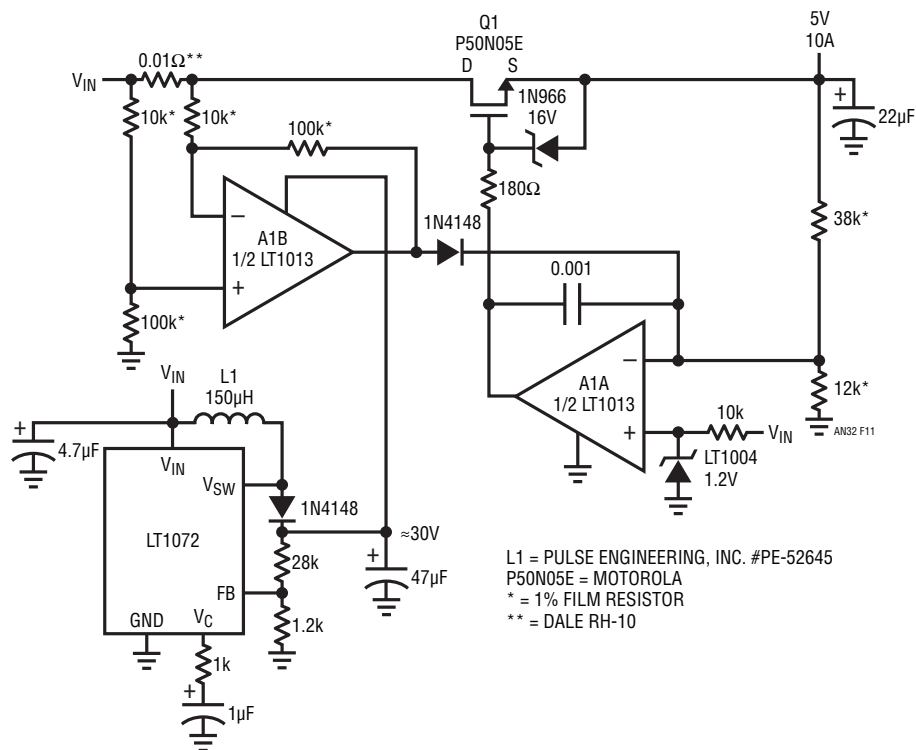 Q1
P50N05E
D S
5V
10A
0.01Ω**
VIN
10k*
10k*
100k*
1N966
16V
+
22µF
180Ω
38k*
1N4148
–
A1B
1/2 LT1013
+
0.001
100k*
–
A1A
1/2 LT1013
+
12k*
10k
VIN
AN32 F11
LT1004
1.2V
VIN
L1
150µH
+
4.7µF
VIN
VSW
1N4148
LT1072
≈30V
28k
+
47µF
FB
1.2k
GND
VC
1k
+
1µF
L1 = PULSE ENGINEERING, INC. #PE-52645
P50N05E = MOTOROLA
* = 1% FILM RESISTOR
** = DALE RH-10